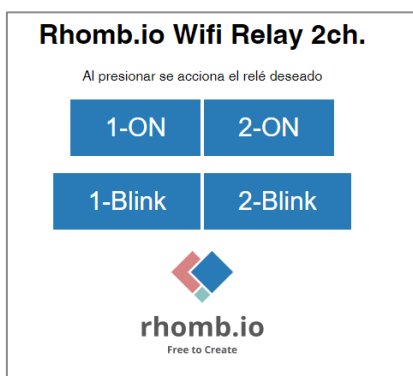 Rhomb.io Wifi Relay 2ch.
Al presionar se acciona el relé deseado
1-ON 2-ON
1-Blink 2-Blink
rhomb.io
Free to Create